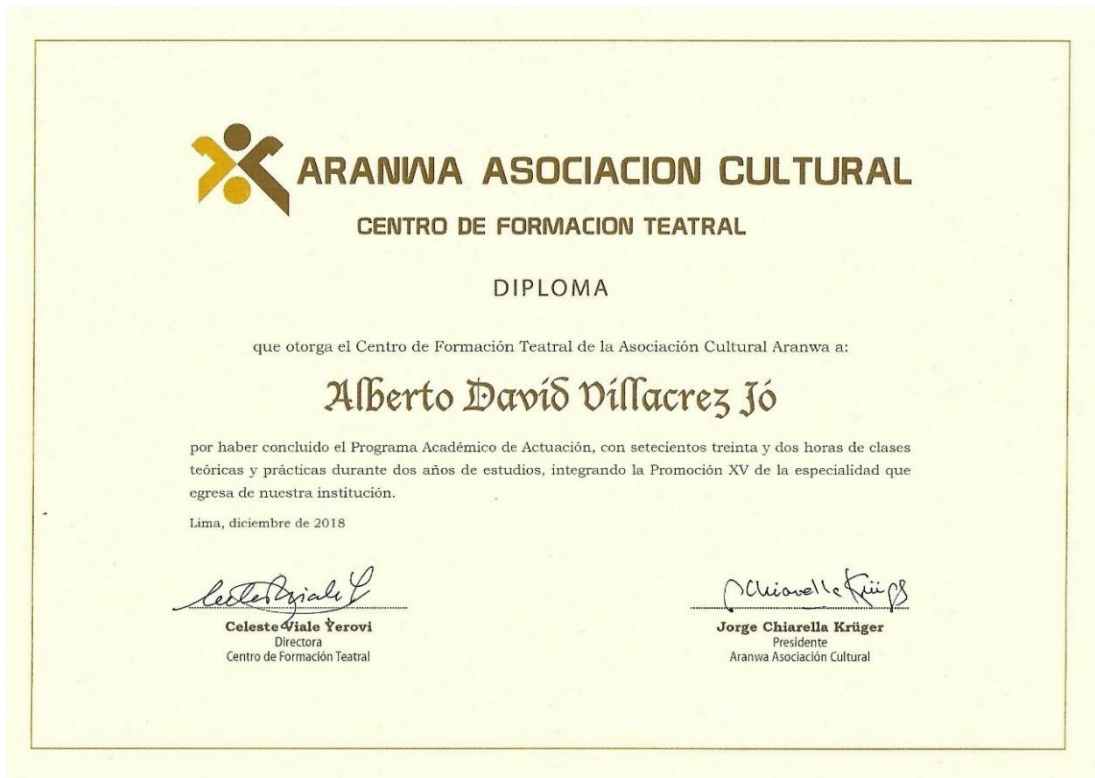 ARANWA ASOCIACION CULTURAL
CENTRO DE FORMACION TEATRAL
DIPLOMA
que otorga el Centro de Formación Teatral de la Asociación Cultural Aranwa a:
Alberto David Villacrez Jó
por haber concluido el Programa Académico de Actuación, con setecientos treinta y dos horas de clases
teóricas y prácticas durante dos años de estudios, integrando la Promoción XV de la especialidad que
egresa de nuestra institución.
Lima, diciembre de 2018
Celeste Viale Yerovi
Directora
Centro de Formación Teatral
Jorge Chiarella Krüger
Presidente
Aranwa Asociación Cultural